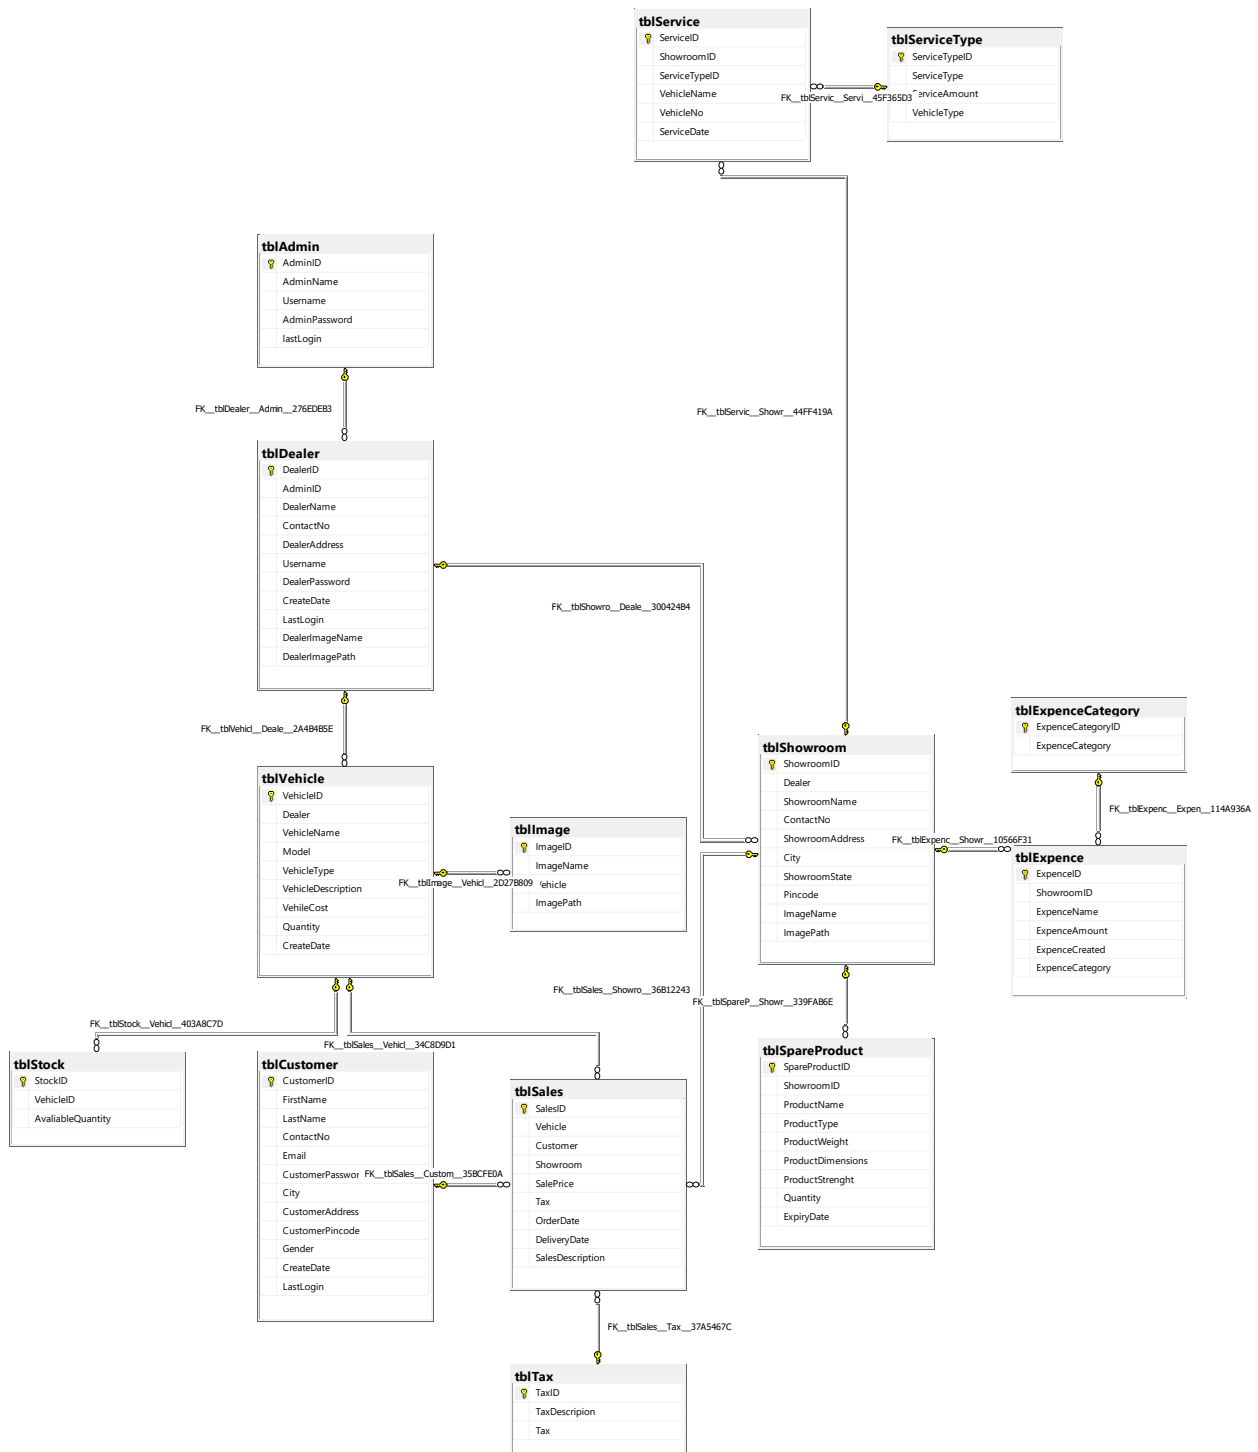 tblService
ServiceID
ShowroomID
ServiceTypeID
VehicleName
VehicleNo
ServiceDate
tblServiceType
ServiceTypeID
ServiceType
erviceAmount
VehicleType
FK__tblServic__Servi__45F365D3
tblAdmin
AdminID
AdminName
Username
AdminPassword
lastLogin
FK__tblDealer__Admin__276EDEB3
FK__tblServic__Showr__44FF419A
tblDealer
DealerID
AdminID
DealerName
ContactNo
DealerAddress
Username
DealerPassword
CreateDate
LastLogin
DealerImageName
DealerImagePath
FK__tblShowro__Deale__300424B4
FK__tblVehicl__Deale__2A4B4B5E
tblVehicle
VehicleID
Dealer
VehicleName
Model
VehicleType
VehicleDescription
VehileCost
Quantity
CreateDate
tblImage
ImageID
ImageName
ehicle
ImagePath
FK__tblImage__Vehicl__2D27B809
tblShowroom
ShowroomID
Dealer
ShowroomName
ContactNo
ShowroomAddress
City
ShowroomState
Pincode
ImageName
ImagePath
tblExpenceCategory
ExpenceCategoryID
ExpenceCategory
FK__tblExpenc__Expen__114A936A
FK__tblExpenc__Showr__10566F31
tblExpence
ExpenceID
ShowroomID
ExpenceName
ExpenceAmount
ExpenceCreated
ExpenceCategory
FK__tblSales__Showro__36B12243
FK__tblSpareP__Showr__339FAB6E
FK__tblStock__Vehicl__403A8C7D
FK__tblSales__Vehicl__34C8D9D1
tblStock
StockID
VehicleID
AvaliableQuantity
tblCustomer
CustomerID
FirstName
LastName
ContactNo
Email
CustomerPasswor
City
CustomerAddress
CustomerPincode
Gender
CreateDate
LastLogin
FK__tblSales__Custom__35BCFE0A
tblSales
SalesID
Vehicle
Customer
Showroom
SalePrice
Tax
OrderDate
DeliveryDate
SalesDescription
tblSpareProduct
SpareProductID
ShowroomID
ProductName
ProductType
ProductWeight
ProductDimensions
ProductStrenght
Quantity
ExpiryDate
FK__tblSales__Tax__37A5467C
tblTax
TaxID
TaxDescripion
Tax